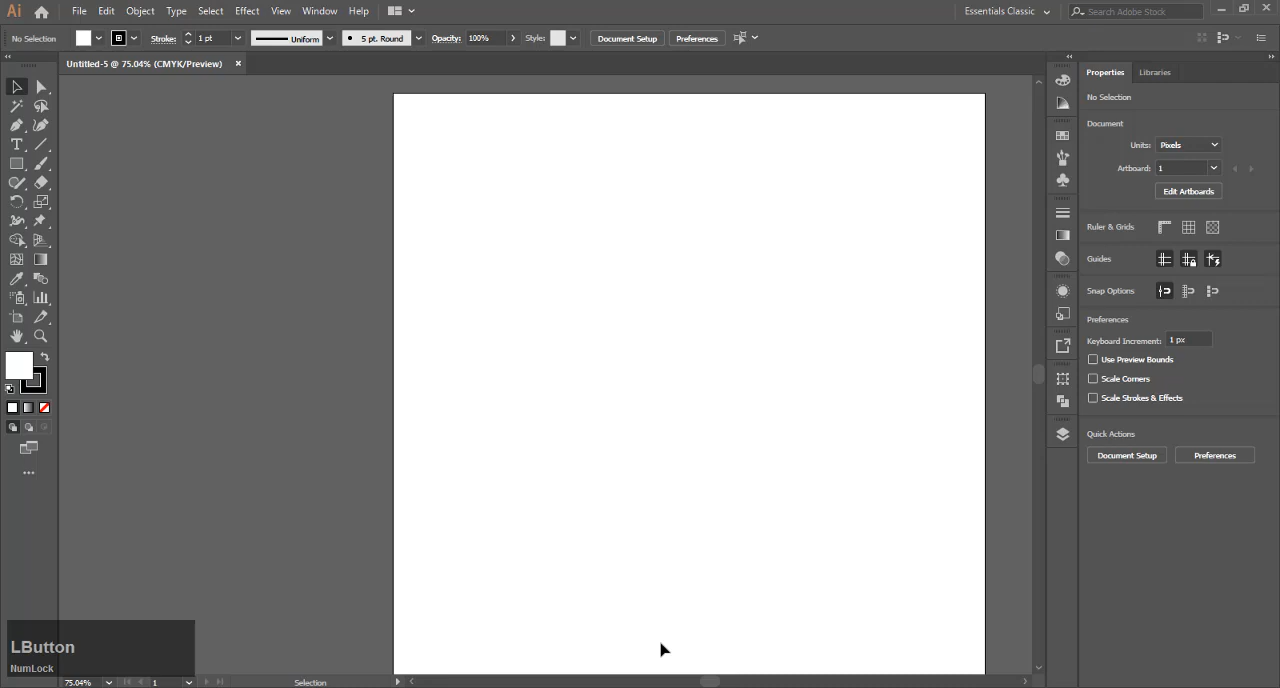 Ai File Edit Object Type Select Effect View Window Help Essentials Classic Search Adobe Stock
No Selection Stroke: 1 pt Uniform 5 pt. Round Opacity: 100% Style: Document Setup Preferences
Untitled-5 @ 75.04% (CMYK/Preview)
Properties Libraries
No Selection
Document
Units: Pixels
Artboard: 1
Edit Artboards
Ruler & Grids
Guides
Snap Options
Preferences
Keyboard Increment: 1 px
Use Preview Bounds
Scale Corners
Scale Strokes & Effects
Quick Actions
Document Setup Preferences
LButton
NumLock
75.04% 1 Selection